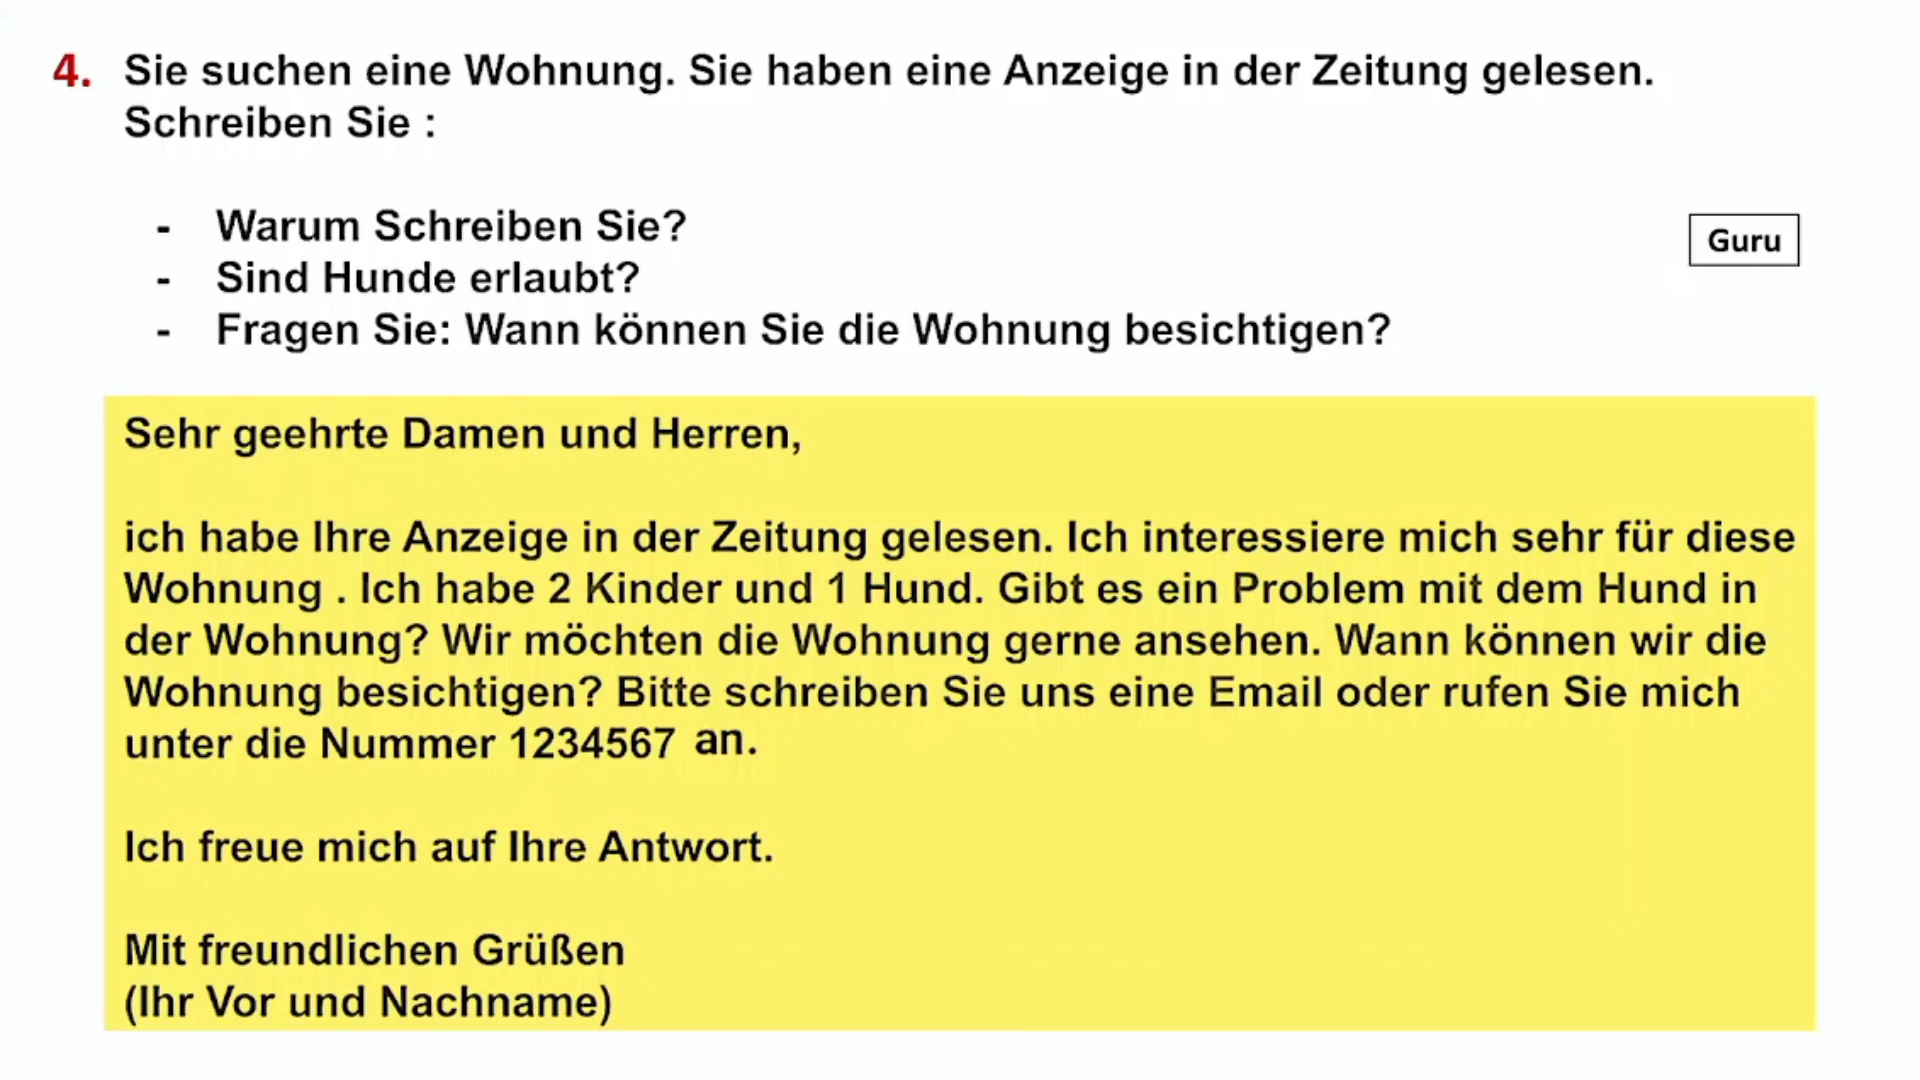 4. Sie suchen eine Wohnung. Sie haben eine Anzeige in der Zeitung gelesen.
Schreiben Sie :
- Warum Schreiben Sie?
Guru
- Sind Hunde erlaubt?
- Fragen Sie: Wann können Sie die Wohnung besichtigen?
Sehr geehrte Damen und Herren,
ich habe Ihre Anzeige in der Zeitung gelesen. Ich interessiere mich sehr für diese
Wohnung . Ich habe 2 Kinder und 1 Hund. Gibt es ein Problem mit dem Hund in
der Wohnung? Wir möchten die Wohnung gerne ansehen. Wann können wir die
Wohnung besichtigen? Bitte schreiben Sie uns eine Email oder rufen Sie mich
unter die Nummer 1234567 an.
Ich freue mich auf Ihre Antwort.
Mit freundlichen Grüßen
(Ihr Vor und Nachname)